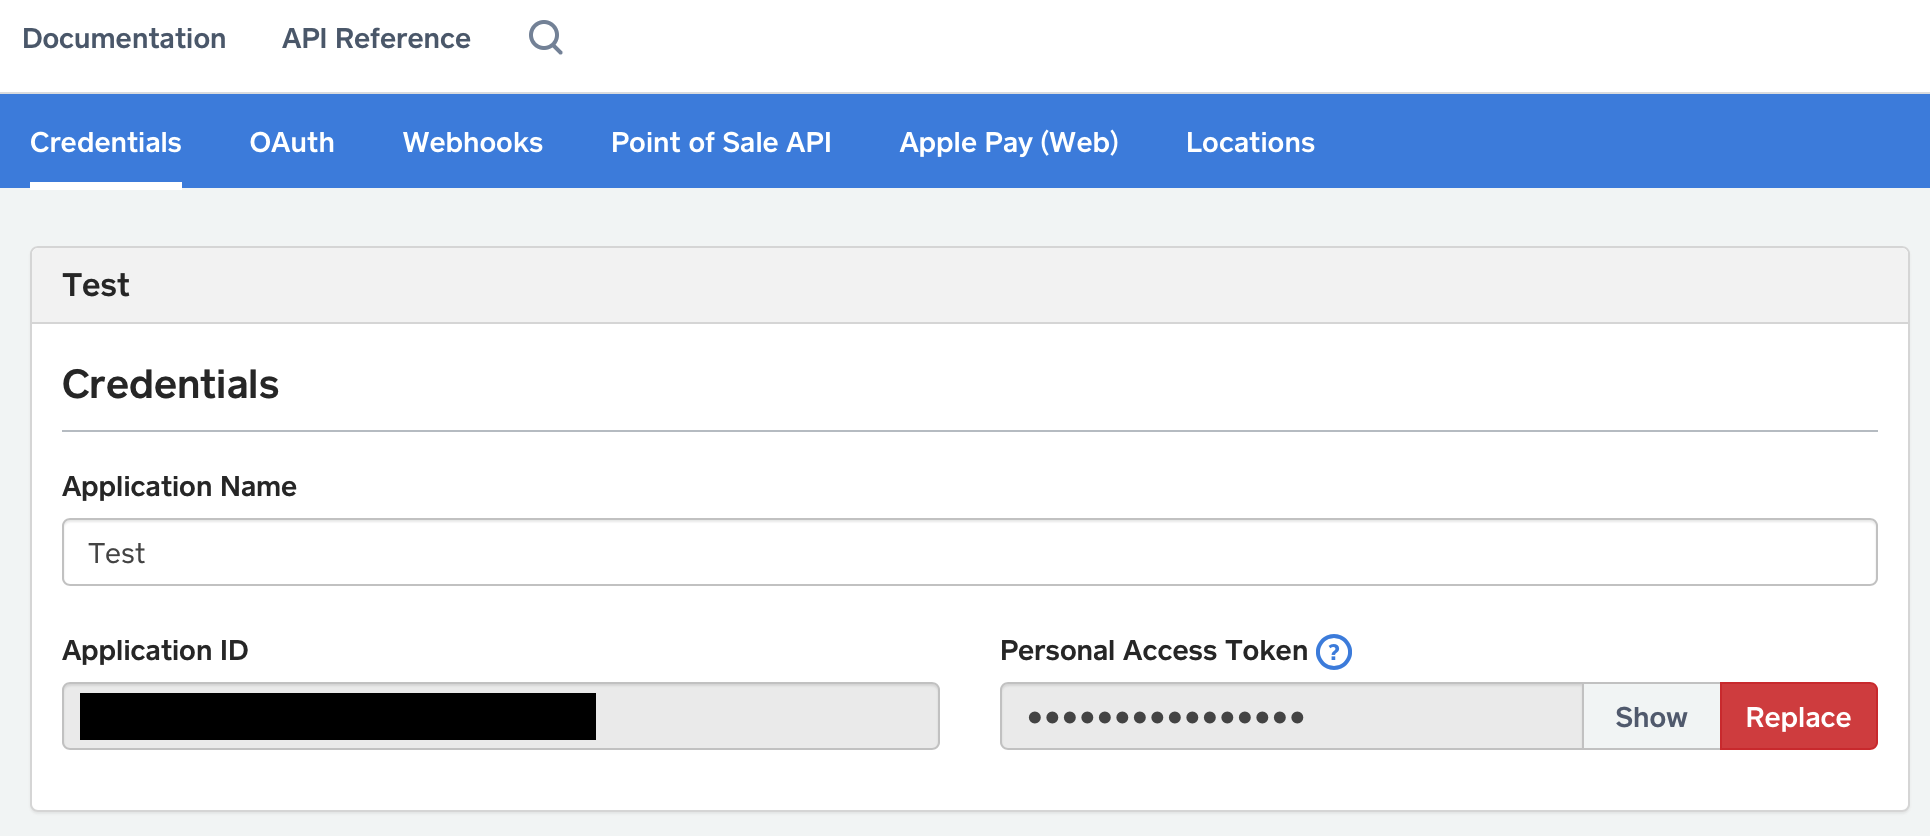 Documentation API Reference
Credentials OAuth Webhooks Point of Sale API Apple Pay (Web) Locations
Test
Credentials
Application Name
Test
Application ID Personal Access Token ?
•••••••••••••••• Show Replace